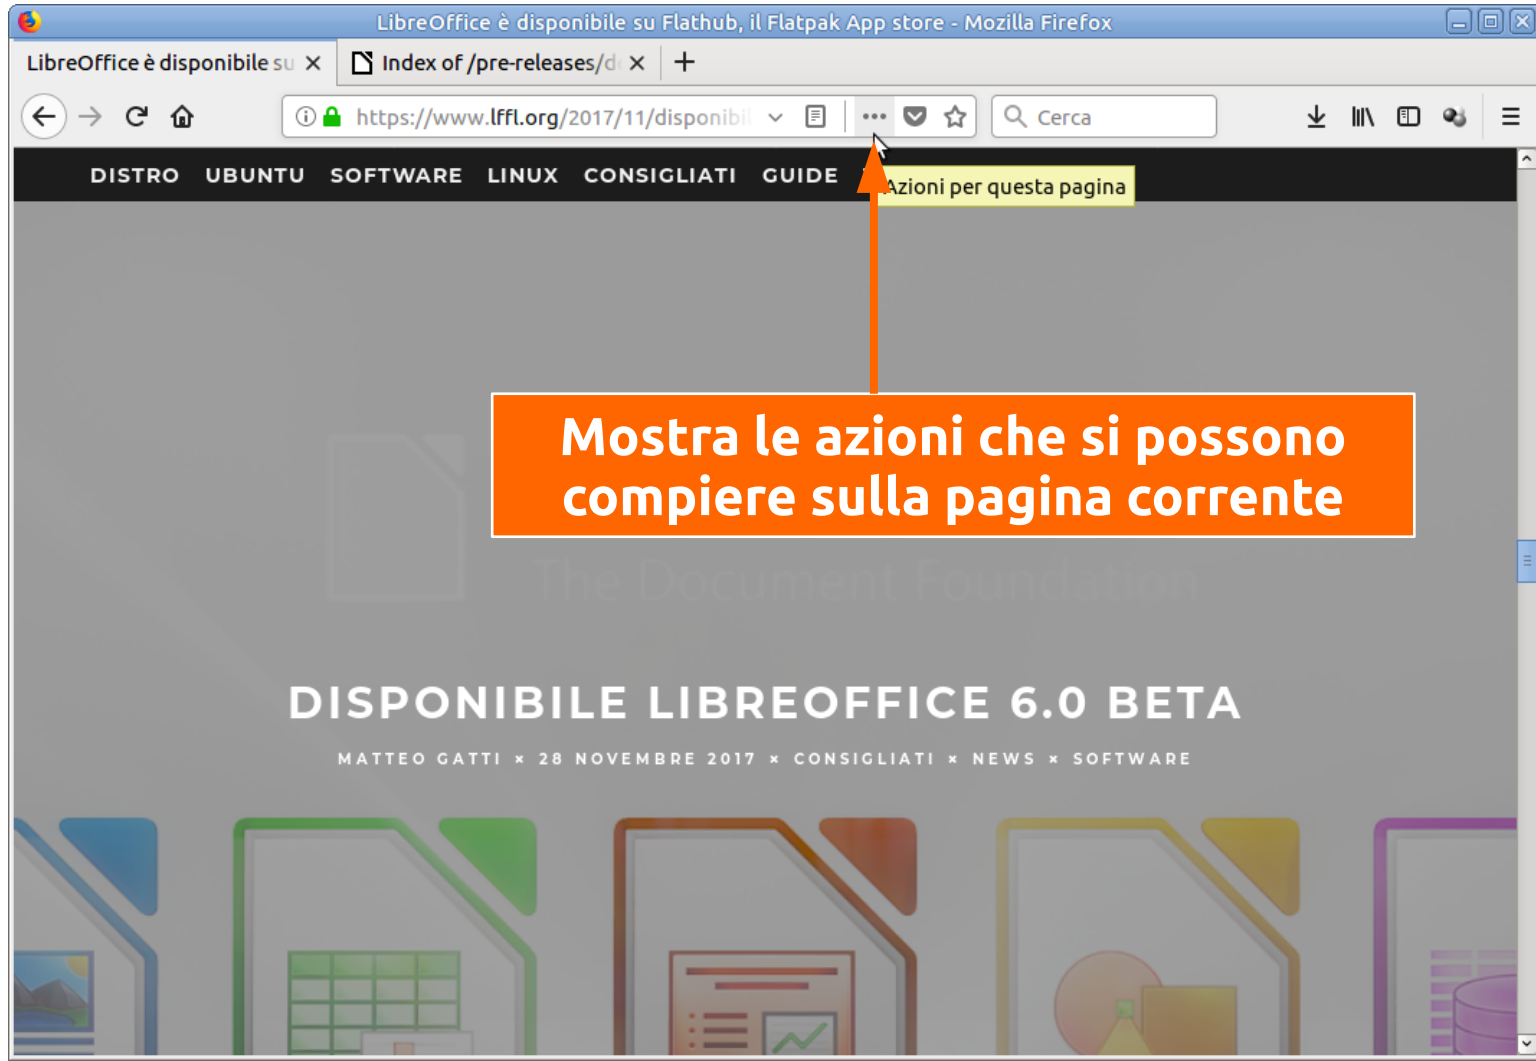 LibreOffice è disponibile su Flathub, il Flatpak App store - Mozilla Firefox
LibreOffice è disponibile su
Index of /pre-releases/d
https://www.lffl.org/2017/11/disponibil
Cerca
DISTRO UBUNTU SOFTWARE LINUX CONSIGLIATI GUIDE
Azioni per questa pagina
Mostra le azioni che si possono
compiere sulla pagina corrente
The Document Foundation
DISPONIBILE LIBREOFFICE 6.0 BETA
MATTEO GATTI × 28 NOVEMBRE 2017 × CONSIGLIATI × NEWS × SOFTWARE